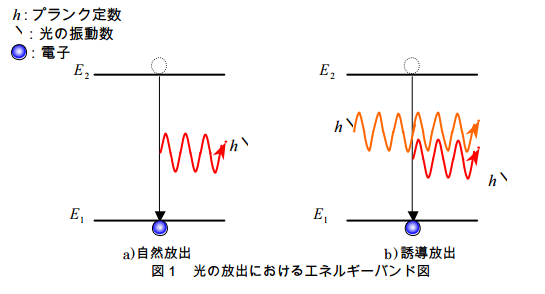 h：プランク定数
ヽ：光の振動数
：電子
E2
hヽ
E1
a)自然放出
E2
hヽ
hヽ
E1
b)誘導放出
図1　光の放出におけるエネルギーバンド図